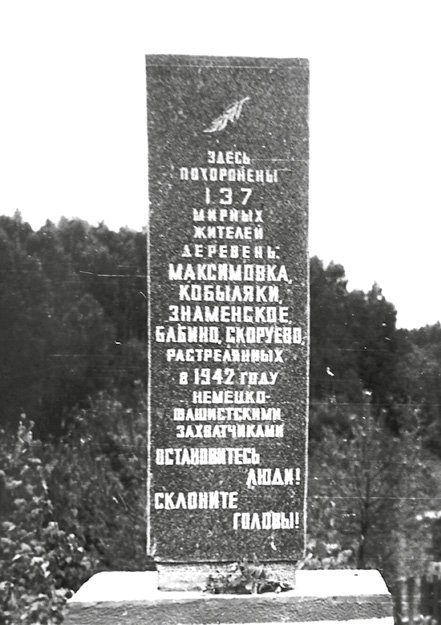 ЗДЕСЬ
ПОХОРОНЕНЫ
137
МИРНЫХ
ЖИТЕЛЕЙ
ДЕРЕВЕНЬ:
МАКСИМОВКА,
КОБЫЛЯКИ,
ЗНАМЕНСКОЕ,
БАБИНО, СКОРУЕВО,
РАСТРЕЛЯННЫХ
в 1942 ГОДУ
НЕМЕЦКО-
ФАШИСТСКИМИ
ЗАХВАТЧИКАМИ
ОСТАНОВИТЕСЬ
ЛЮДИ!
СКЛОНИТЕ
ГОЛОВЫ!